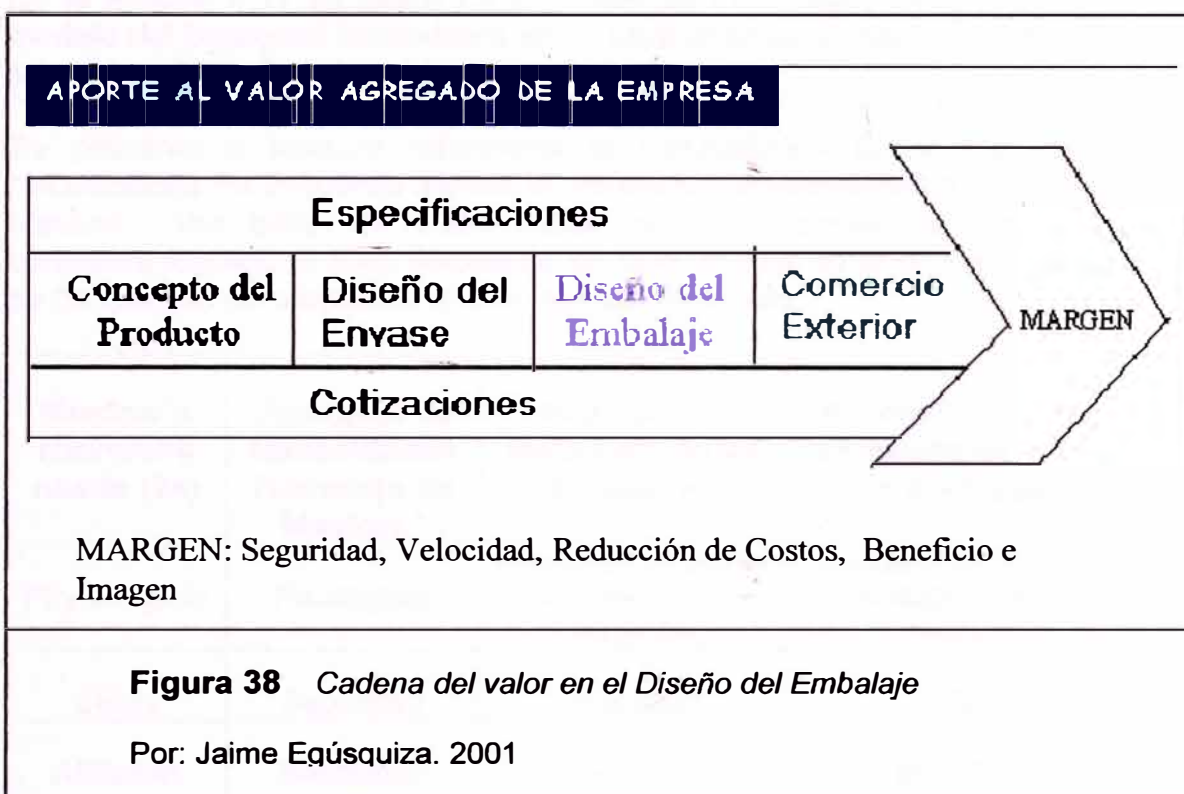 APORTE AL VALOR AGREGADO DE LA EMPRESA
Especificaciones
Concepto del
Producto
Diseño del
Envase
Diseño del
Embalaje
Comercio
Exterior
MARGEN
Cotizaciones
MARGEN: Seguridad, Velocidad, Reducción de Costos, Beneficio e
Imagen
Figura 38 Cadena del valor en el Diseño del Embalaje
Por: Jaime Egúsquiza. 2001